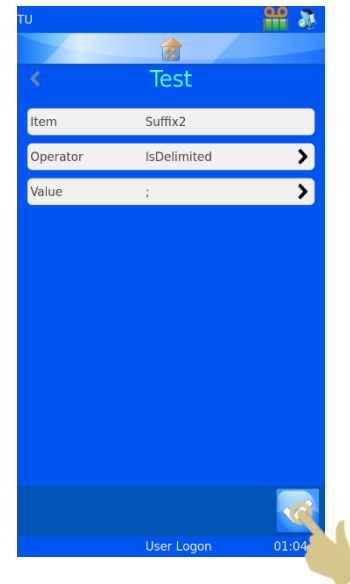 TU
Test
Item Suffix2
Operator IsDelimited
Value ;
User Logon 01:04